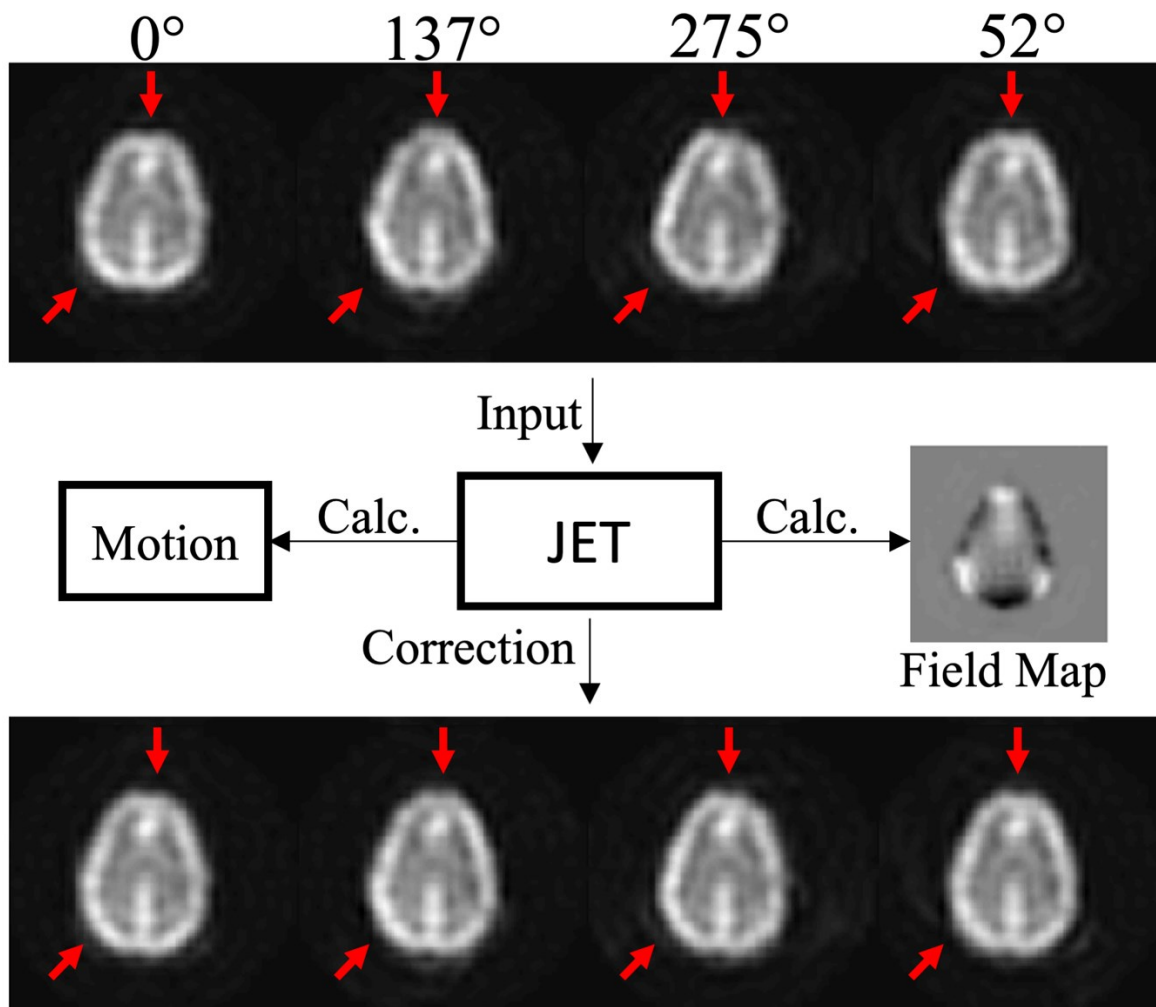 0° 137° 275° 52°
Input
Motion
Calc.
JET
Calc.
Correction
Field Map